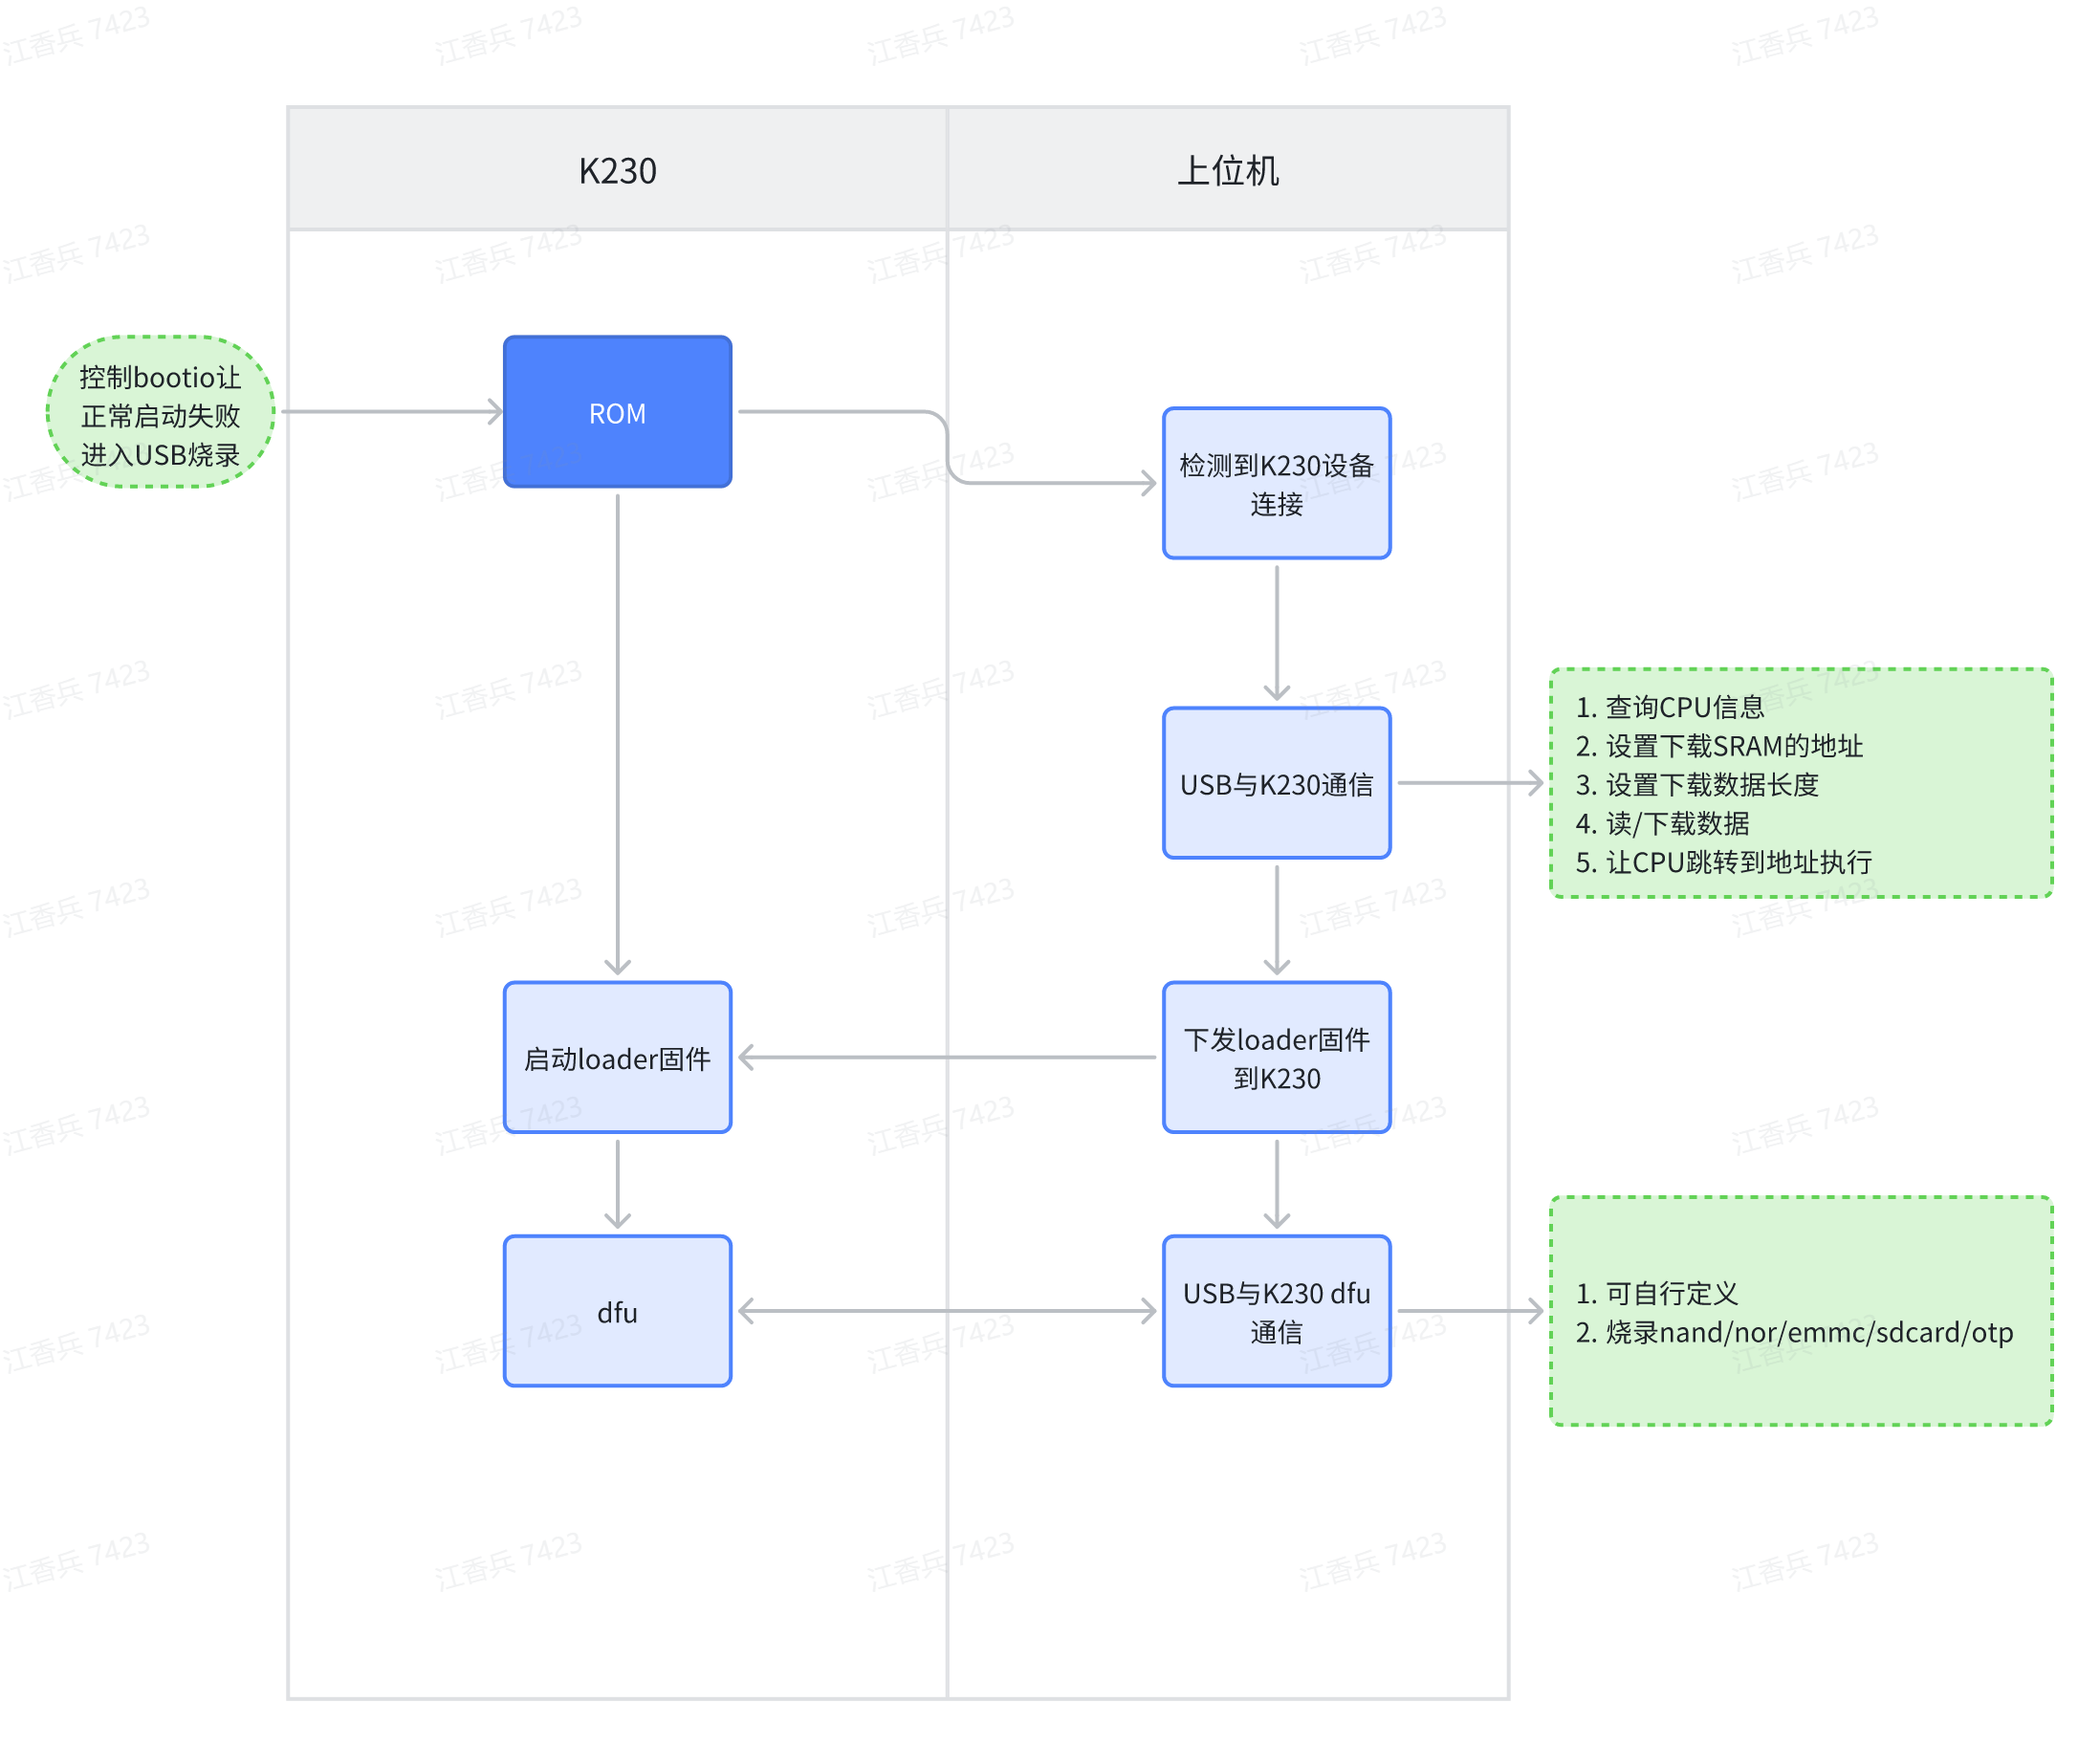 K230
上位机
控制bootio让
正常启动失败
进入USB烧录
ROM
检测到K230设备
连接
USB与K230通信
1. 查询CPU信息
2. 设置下载SRAM的地址
3. 设置下载数据长度
4. 读/下载数据
5. 让CPU跳转到地址执行
启动loader固件
下发loader固件
到K230
dfu
USB与K230 dfu
通信
1. 可自行定义
2. 烧录nand/nor/emmc/sdcard/otp
江香兵 7423